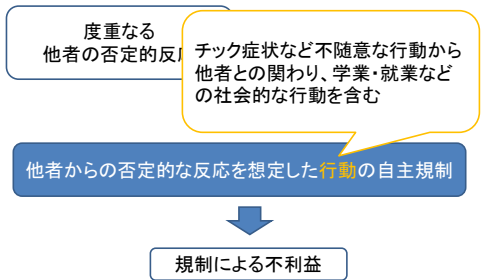 度重なる
他者の否定的反
チック症状など不随意な行動から
他者との関わり、学業・就業など
の社会的な行動を含む
他者からの否定的な反応を想定した行動の自主規制
規制による不利益